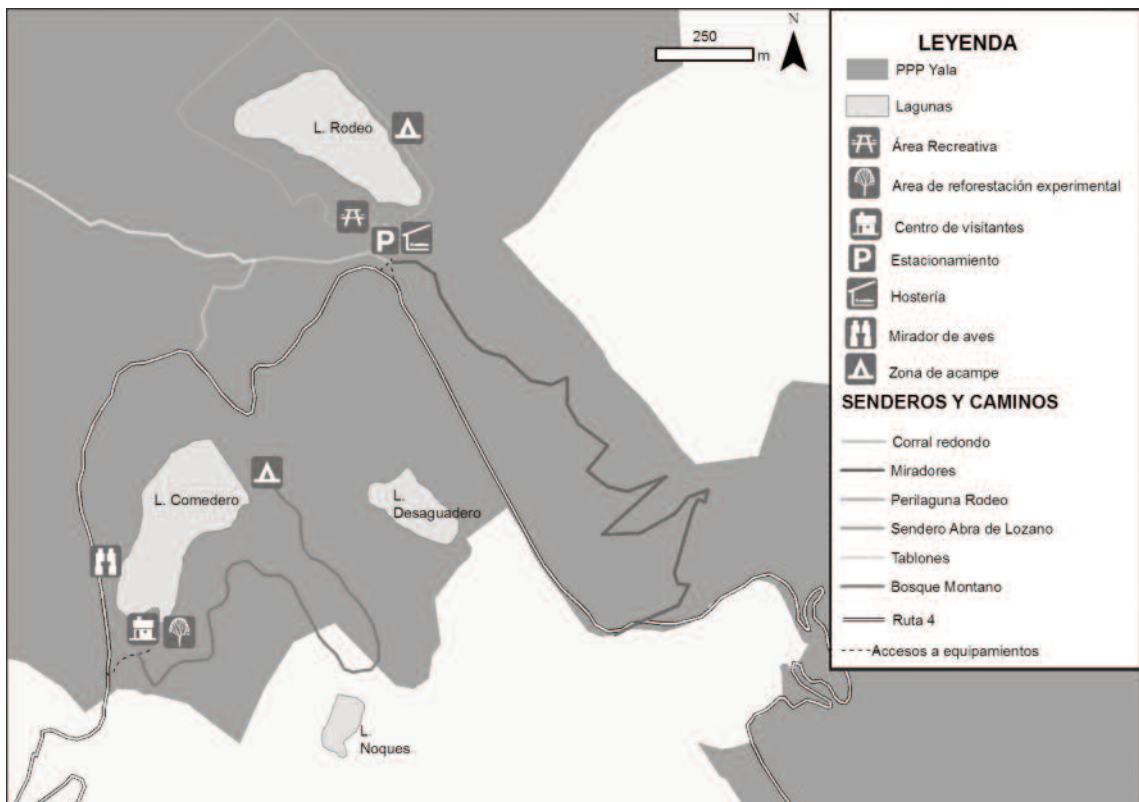 N
250
m
L. Rodeo
P
L. Comedero
L.
Desaguadero
L.
Noques
LEYENDA
PPP Yala
Lagunas
Área Recreativa
Area de reforestación experimental
Centro de visitantes
P
Estacionamiento
Hostería
Mirador de aves
Zona de acampe
SENDEROS Y CAMINOS
Corral redondo
Miradores
Perilaguna Rodeo
Sendero Abra de Lozano
Tablones
Bosque Montano
Ruta 4
Accesos a equipamientos